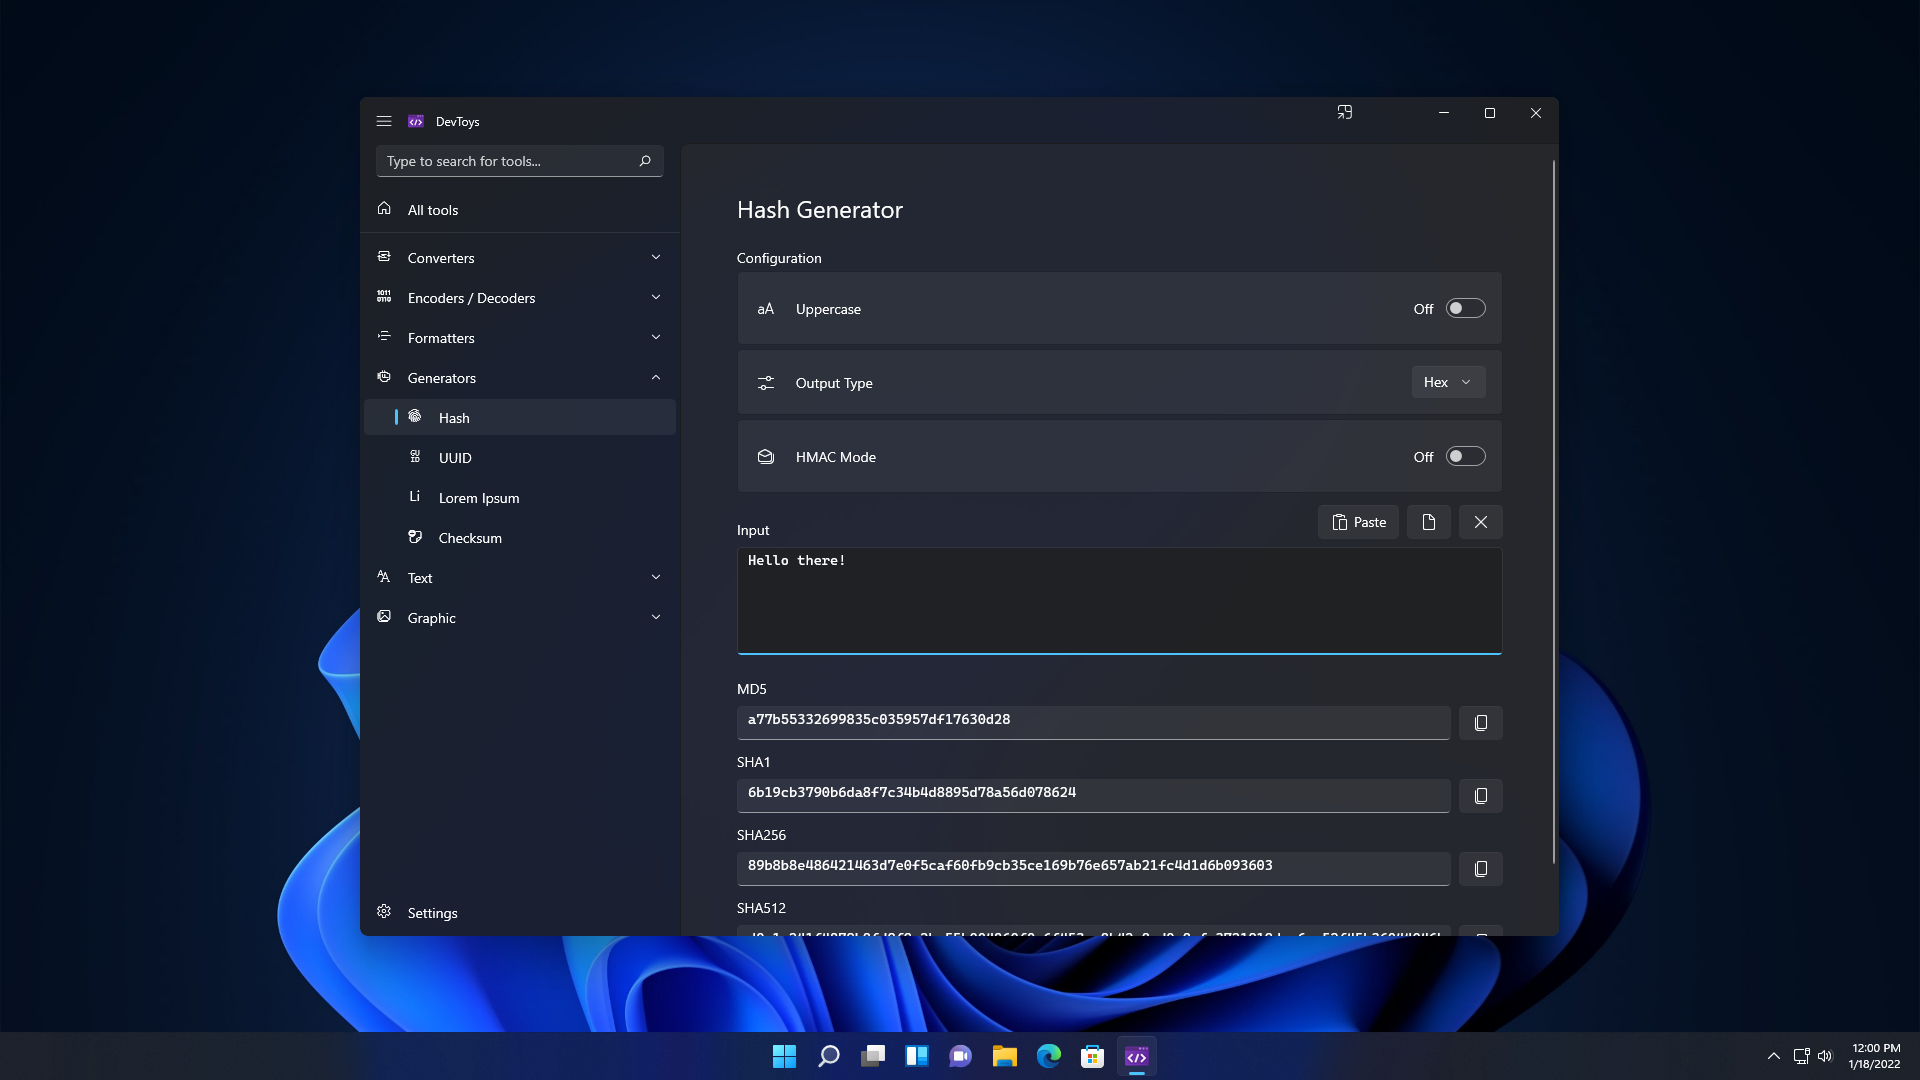 DevToys
Type to search for tools...
All tools
Converters
Encoders / Decoders
Formatters
Generators
Hash
UUID
Li Lorem Ipsum
Checksum
Text
Graphic
Settings
Hash Generator
Configuration
aA Uppercase Off
Output Type Hex
HMAC Mode Off
Input Paste
Hello there!
MD5
a77b55332699835c035957df17630d28
SHA1
6b19cb3790b6da8f7c34b4d8895d78a56d078624
SHA256
89b8b8e486421463d7e0f5caf60fb9cb35ce169b76e657ab21fc4d1d6b093603
SHA512
12:00 PM
1/18/2022